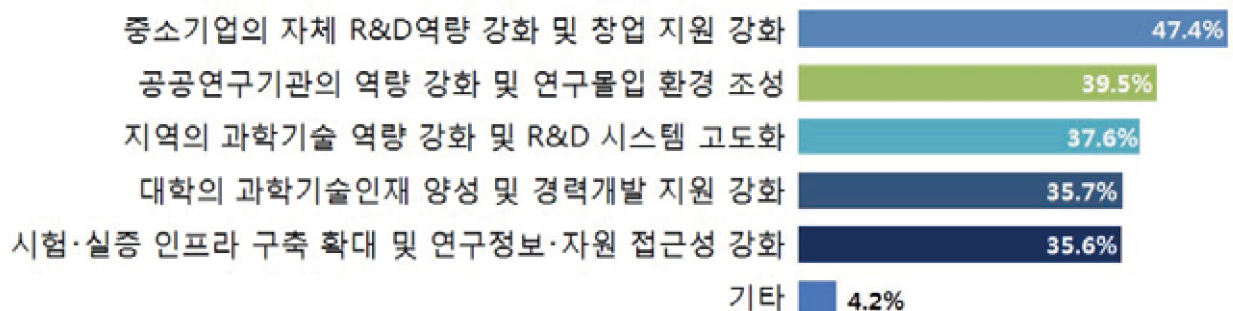 중소기업의 자체 R&D역량 강화 및 창업 지원 강화 47.4%
공공연구기관의 역량 강화 및 연구몰입 환경 조성 39.5%
지역의 과학기술 역량 강화 및 R&D 시스템 고도화 37.6%
대학의 과학기술인재 양성 및 경력개발 지원 강화 35.7%
시험·실증 인프라 구축 확대 및 연구정보·자원 접근성 강화 35.6%
기타 4.2%